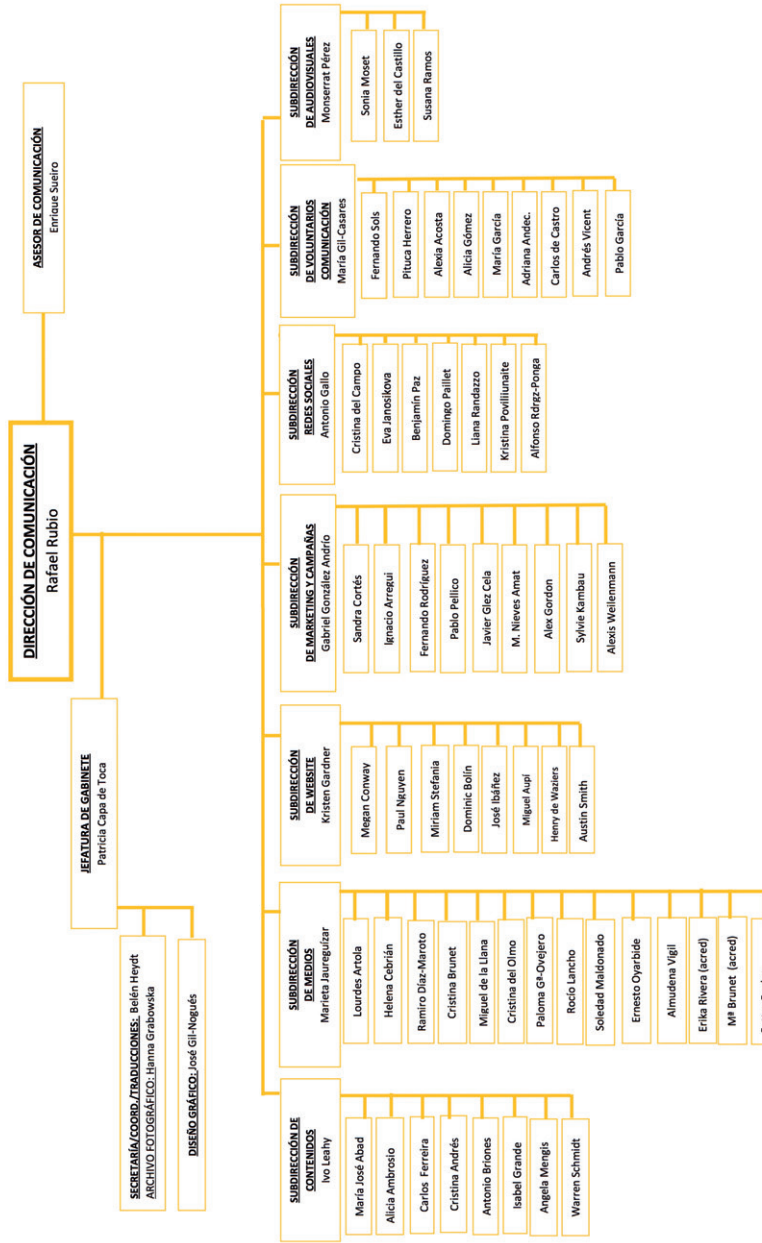 DIRECCIÓN DE COMUNICACIÓN
Rafael Rubio
ASESOR DE COMUNICACIÓN
Enrique Sueiro
JEFATURA DE GABINETE
Patricia Capa de Toca
SECRETARÍA/COORD./TRADUCCIONES: Belén Heydt
ARCHIVO FOTOGRÁFICO: Hanna Grabowska
DISEÑO GRÁFICO: José Gil-Nogués
SUBDIRECCIÓN DE
CONTENIDOS
Ivo Leahy
María José Abad
Alicia Ambrosio
Carlos Ferreira
Cristina Andrés
Antonio Briones
Isabel Grande
Angela Mengis
Warren Schmidt
SUBDIRECCIÓN
DE MEDIOS
Marieta Jaureguízar
Lourdes Artola
Helena Cebrián
Ramiro Díaz-Maroto
Cristina Brunet
Miguel de la Llana
Cristina del Olmo
Paloma Gª-Ovejero
Rocío Lancho
Soledad Maldonado
Ernesto Oyarbide
Almudena Vigil
Erika Rivera (acred)
Mª Brunet (acred)
SUBDIRECCIÓN
DE WEBSITE
Kristen Gardner
Megan Conway
Paul Nguyen
Miriam Stefania
Dominic Bolín
José Ibáñez
Miguel Aupí
Henry de Waziers
Austin Smith
SUBDIRECCIÓN
DE MARKETING Y CAMPAÑAS
Gabriel González Andrío
Sandra Cortés
Ignacio Arregui
Fernando Rodríguez
Pablo Pellico
Javier Glez Cela
M. Nieves Amat
Alex Gordon
Sylvie Kambau
Alexis Weilenmann
SUBDIRECCIÓN
REDES SOCIALES
Antonio Gallo
Cristina del Campo
Eva Janosikova
Benjamín Paz
Domingo Paillet
Liana Randazzo
Kristina Poviliiunaite
Alfonso Rdrgz-Ponga
SUBDIRECCIÓN
DE VOLUNTARIOS
COMUNICACIÓN
María Gil-Casares
Fernando Sols
Pituca Herrero
Alexia Acosta
Alicia Gómez
María García
Adriana Andec.
Carlos de Castro
Andrés Vicent
Pablo García
SUBDIRECCIÓN
DE AUDIOVISUALES
Monserrat Pérez
Sonia Moset
Esther del Castillo
Susana Ramos